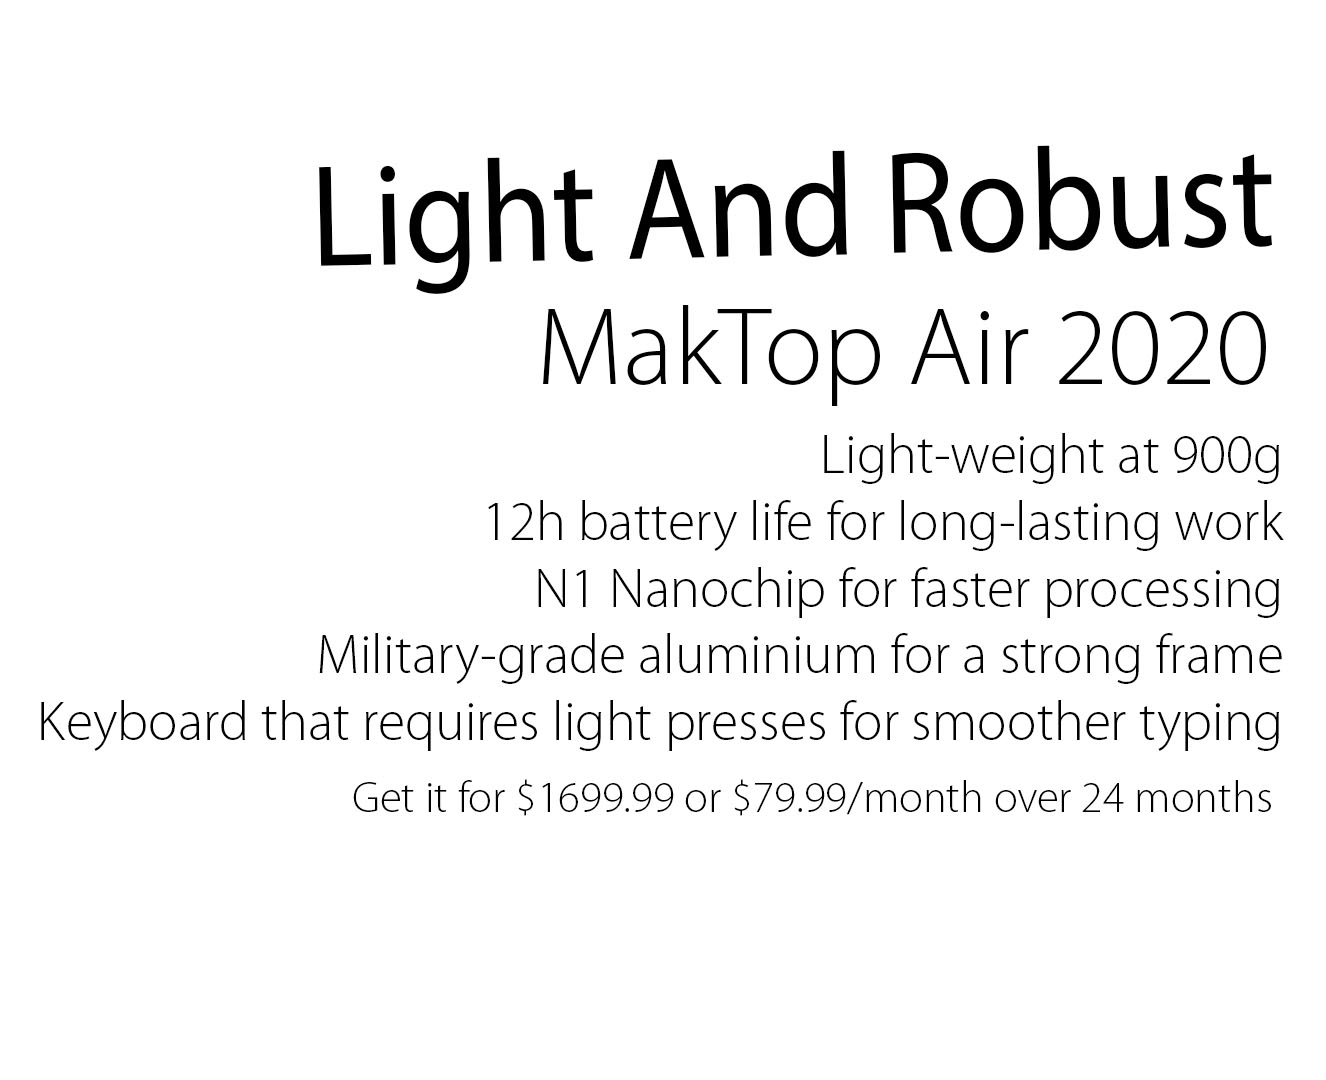 Light And Robust
MakTop Air 2020
Light-weight at 900g
12h battery life for long-lasting work
N1 Nanochip for faster processing
Military-grade aluminium for a strong frame
Keyboard that requires light presses for smoother typing
Get it for $1699.99 or $79.99/month over 24 months